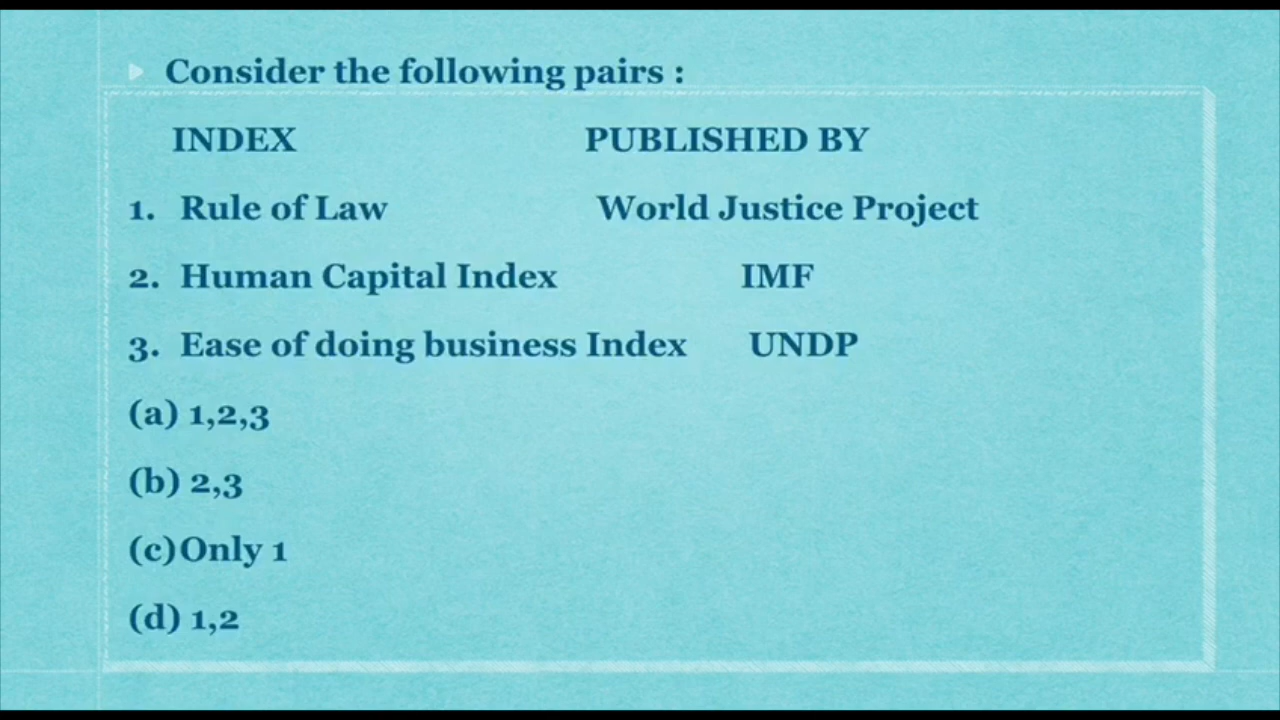 Consider the following pairs :
INDEX PUBLISHED BY
1. Rule of Law World Justice Project
2. Human Capital Index IMF
3. Ease of doing business Index UNDP
(a) 1,2,3
(b) 2,3
(c)Only 1
(d) 1,2